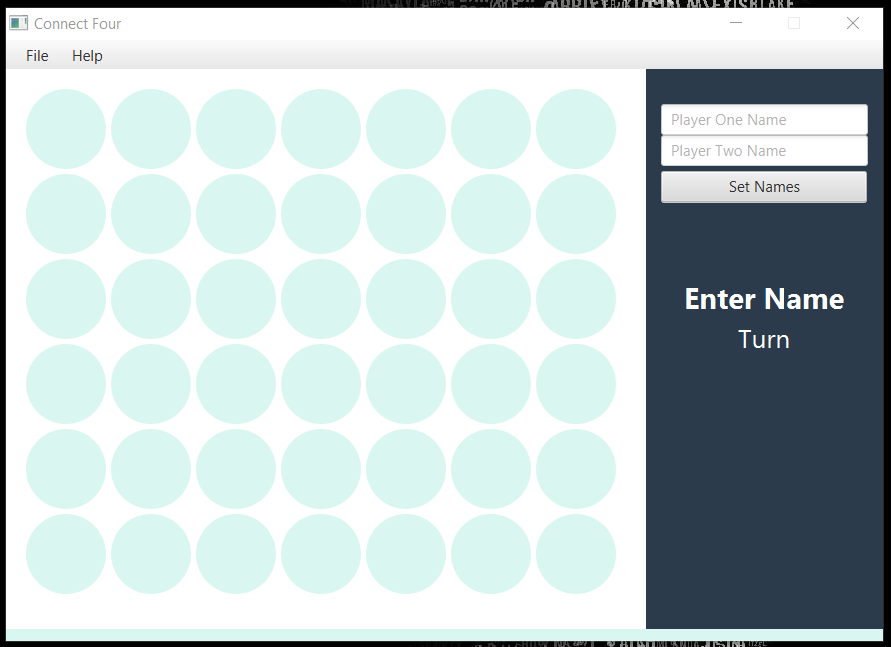 Connect Four
File Help
Player One Name
Player Two Name
Set Names
Enter Name
Turn